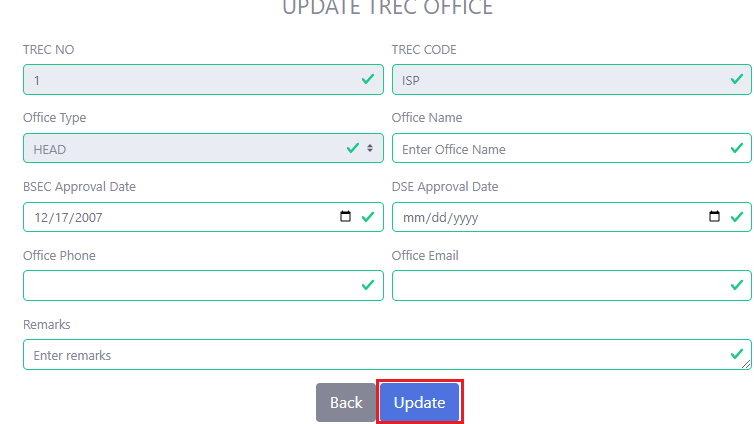 UPDATE TREC OFFICE
TREC NO
TREC CODE
1
ISP
Office Type
Office Name
HEAD
Enter Office Name
BSEC Approval Date
DSE Approval Date
12/17/2007
mm/dd/yyyy
Office Phone
Office Email
Remarks
Enter remarks
Back
Update